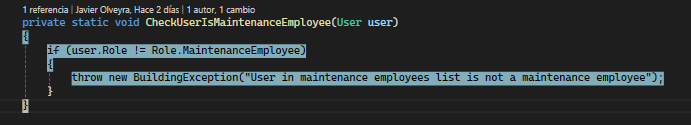 1 referencia | Javier Olveyra, Hace 2 días | 1 autor, 1 cambio
private static void CheckUserIsMaintenanceEmployee(User user)
{
if (user.Role != Role.MaintenanceEmployee)
{
throw new BuildingException("User in maintenance employees list is not a maintenance employee");
}
}